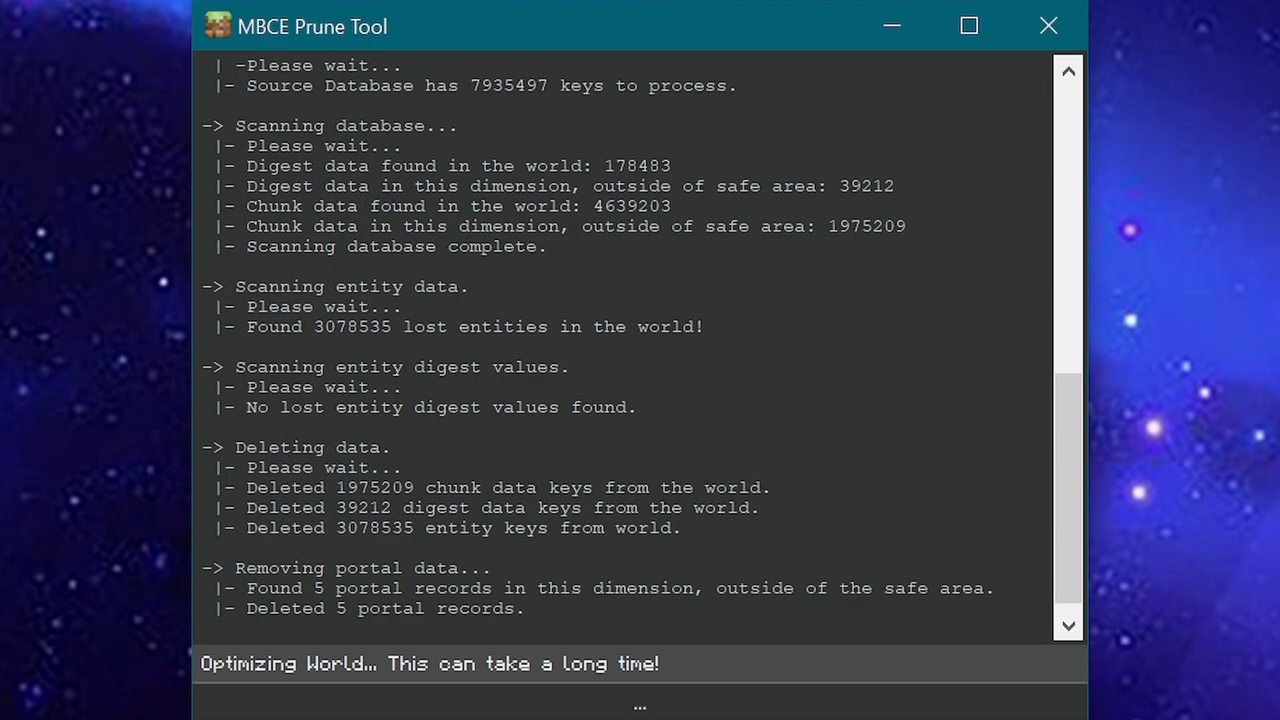 MBCE Prune Tool
| -Please wait...
|- Source Database has 7935497 keys to process.
-> Scanning database...
|- Please wait...
|- Digest data found in the world: 178483
|- Digest data in this dimension, outside of safe area: 39212
|- Chunk data found in the world: 4639203
|- Chunk data in this dimension, outside of safe area: 1975209
|- Scanning database complete.
-> Scanning entity data.
|- Please wait...
|- Found 3078535 lost entities in the world!
-> Scanning entity digest values.
|- Please wait...
|- No lost entity digest values found.
-> Deleting data.
|- Please wait...
|- Deleted 1975209 chunk data keys from the world.
|- Deleted 39212 digest data keys from the world.
|- Deleted 3078535 entity keys from world.
-> Removing portal data...
|- Found 5 portal records in this dimension, outside of the safe area.
|- Deleted 5 portal records.
Optimizing World... This can take a long time!
...